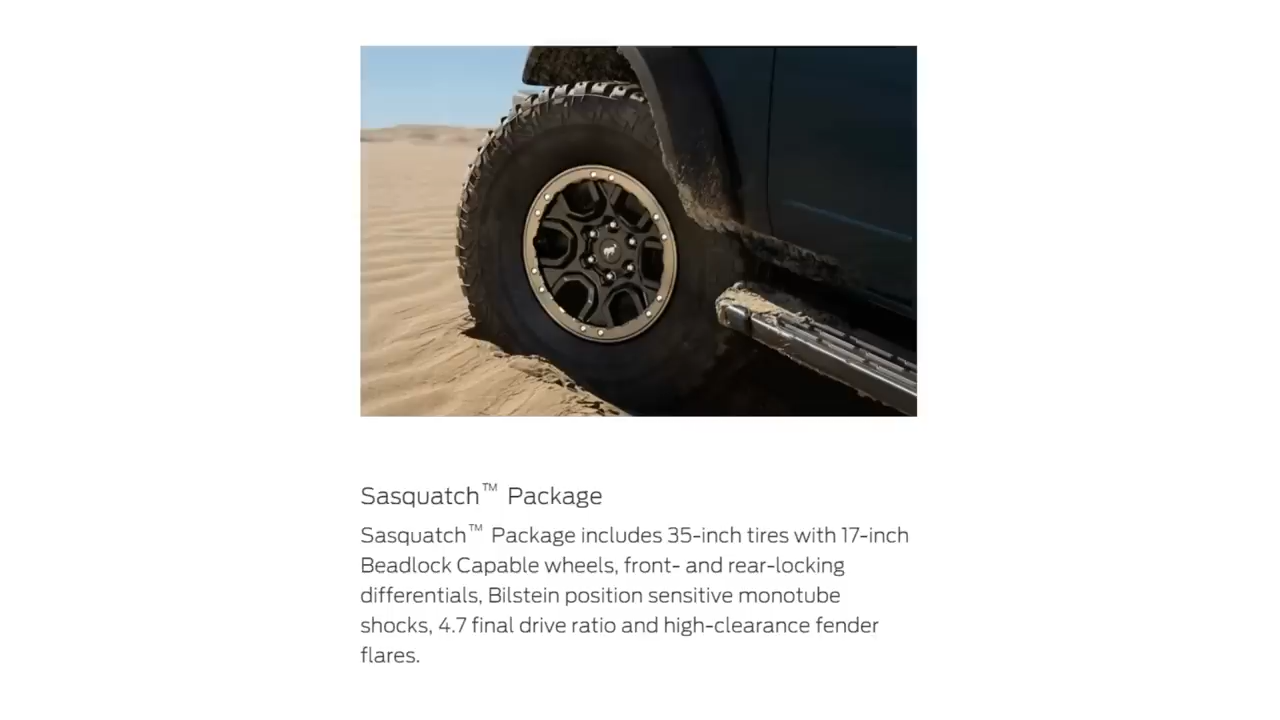 Sasquatch™ Package
Sasquatch™ Package includes 35-inch tires with 17-inch
Beadlock Capable wheels, front- and rear-locking
differentials, Bilstein position sensitive monotube
shocks, 4.7 final drive ratio and high-clearance fender
flares.